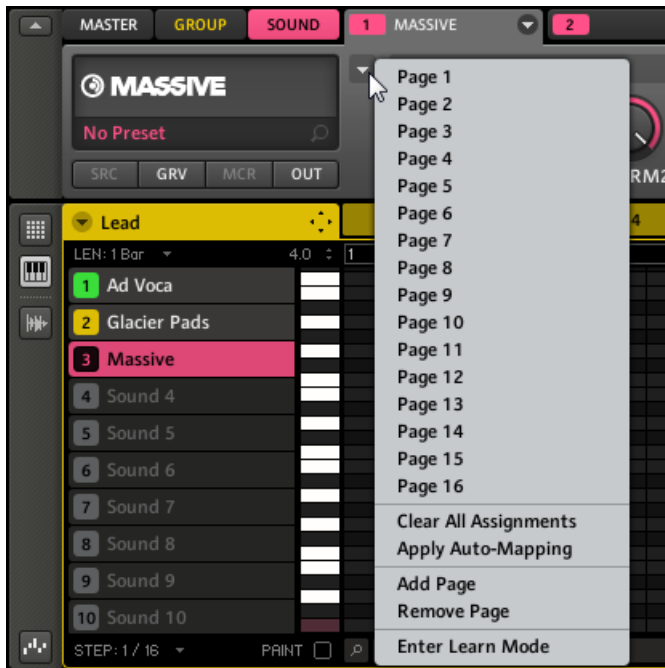 MASTER GROUP SOUND 1 MASSIVE 2
MASSIVE
No Preset
SRC GRV MCR OUT
Page 1
Page 2
Page 3
Page 4
Page 5
Page 6
Page 7
Page 8
Page 9
Page 10
Page 11
Page 12
Page 13
Page 14
Page 15
Page 16
Clear All Assignments
Apply Auto-Mapping
Add Page
Remove Page
Enter Learn Mode
RM2
Lead
4
LEN: 1 Bar 4.0 1
1 Ad Voca
2 Glacier Pads
3 Massive
4 Sound 4
5 Sound 5
6 Sound 6
7 Sound 7
8 Sound 8
9 Sound 9
10 Sound 10
STEP: 1 / 16 PAINT